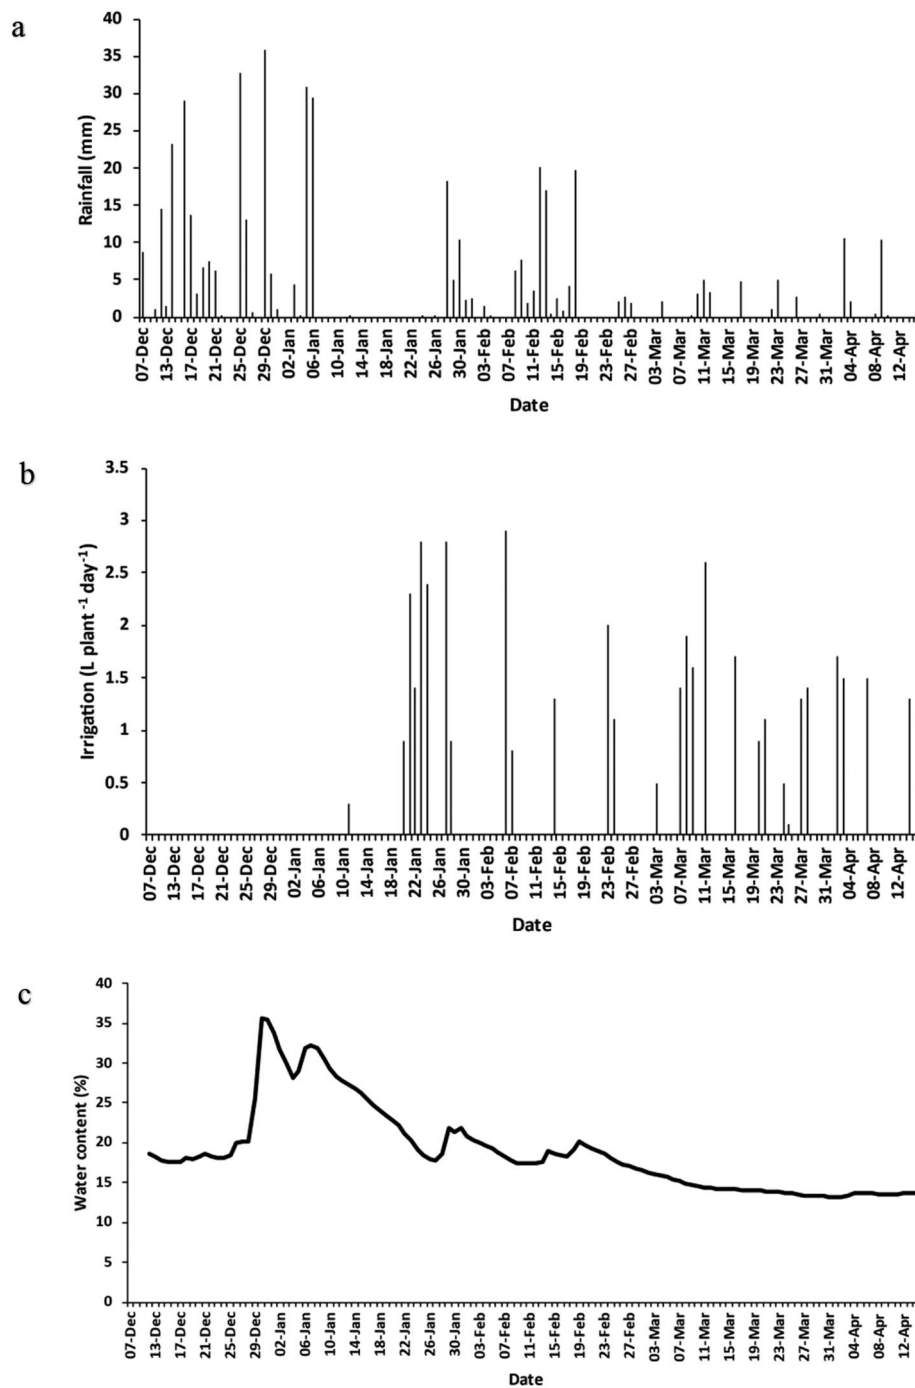 a
40
35
30
25
20
15
10
5
0
Rainfall (mm)
07-Dec 13-Dec 17-Dec 21-Dec 25-Dec 29-Dec 02-Jan 06-Jan 10-Jan 14-Jan 18-Jan 22-Jan 26-Jan 30-Jan 03-Feb 07-Feb 11-Feb 15-Feb 19-Feb 23-Feb 27-Feb 03-Mar 07-Mar 11-Mar 15-Mar 19-Mar 23-Mar 27-Mar 31-Mar 04-Apr 08-Apr 12-Apr
Date
b
3.5
3
2.5
2
1.5
1
0.5
0
Irrigation (L plant⁻¹ day⁻¹)
07-Dec 13-Dec 17-Dec 21-Dec 25-Dec 29-Dec 02-Jan 06-Jan 10-Jan 14-Jan 18-Jan 22-Jan 26-Jan 30-Jan 03-Feb 07-Feb 11-Feb 15-Feb 19-Feb 23-Feb 27-Feb 03-Mar 07-Mar 11-Mar 15-Mar 19-Mar 23-Mar 27-Mar 31-Mar 04-Apr 08-Apr 12-Apr
Date
c
40
35
30
25
20
15
10
5
0
Water content (%)
07-Dec 13-Dec 17-Dec 21-Dec 25-Dec 29-Dec 02-Jan 06-Jan 10-Jan 14-Jan 18-Jan 22-Jan 26-Jan 30-Jan 03-Feb 07-Feb 11-Feb 15-Feb 19-Feb 23-Feb 27-Feb 03-Mar 07-Mar 11-Mar 15-Mar 19-Mar 23-Mar 27-Mar 31-Mar 04-Apr 08-Apr 12-Apr
Date